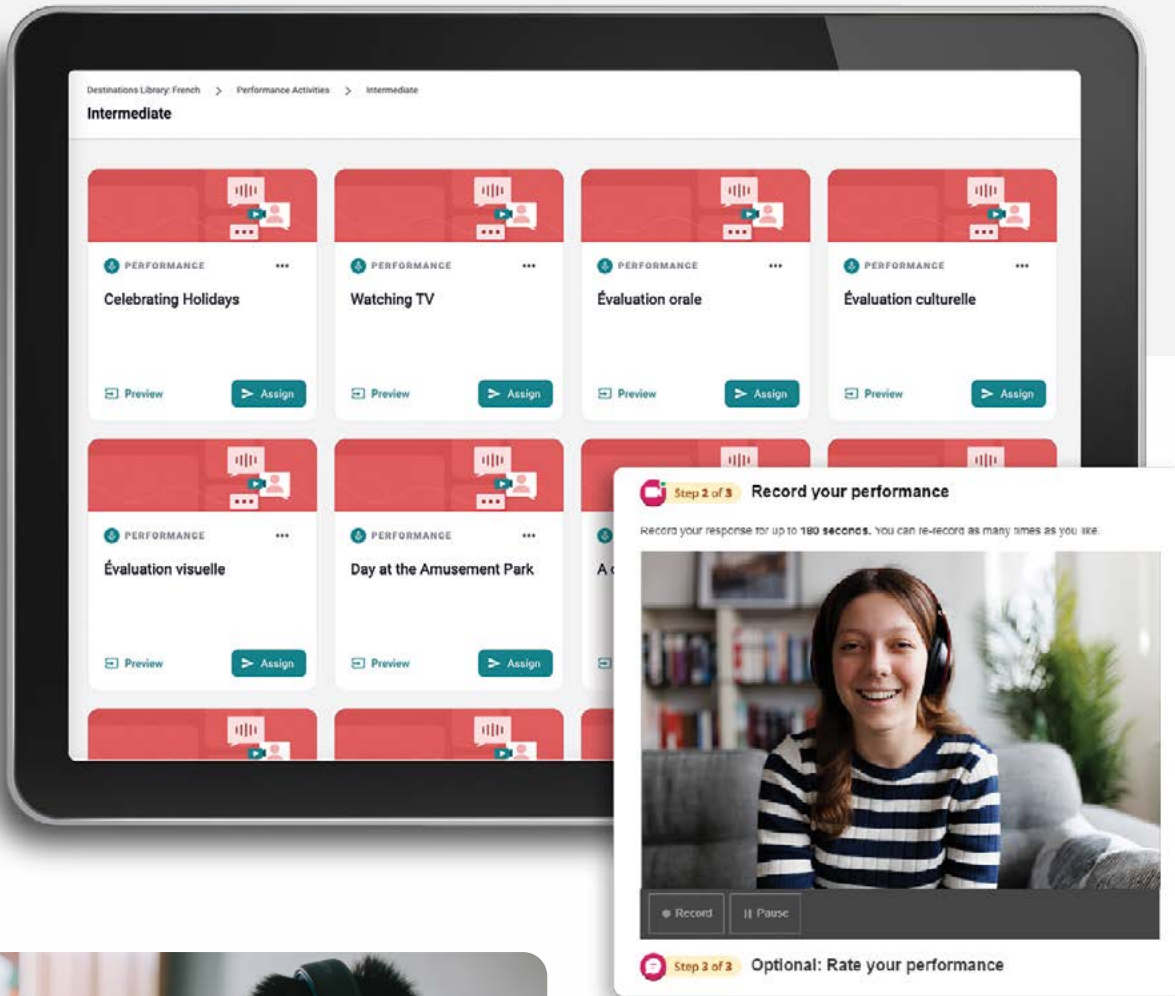 Destinations Library: French > Performance Activities > Intermediate
Intermediate
PERFORMANCE ...
Celebrating Holidays
Preview
Assign
PERFORMANCE ...
Watching TV
Preview
Assign
PERFORMANCE ...
Évaluation orale
Preview
Assign
PERFORMANCE ...
Évaluation culturelle
Preview
Assign
PERFORMANCE ...
Évaluation visuelle
Preview
Assign
PERFORMANCE ...
Day at the Amusement Park
Preview
Assign
A
Step 2 of 3 Record your performance
Record your response for up to 180 seconds. You can re-record as many times as you like.
Record
Pause
Step 3 of 3 Optional: Rate your performance